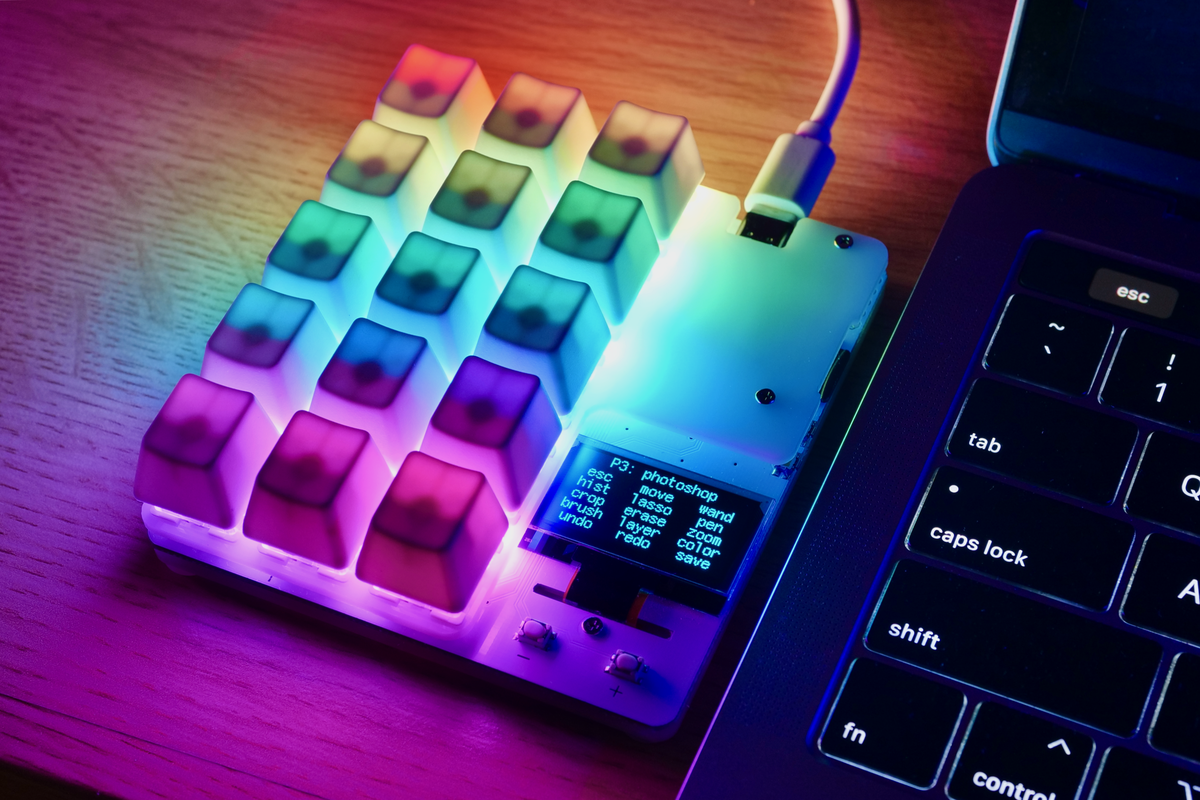 P3: photoshop
esc move wand
hist lasso pen
crop erase zoom
brush layer color
undo redo save
-
+
esc
~
`
!
1
tab
Q
caps lock
A
shift
fn
^
control